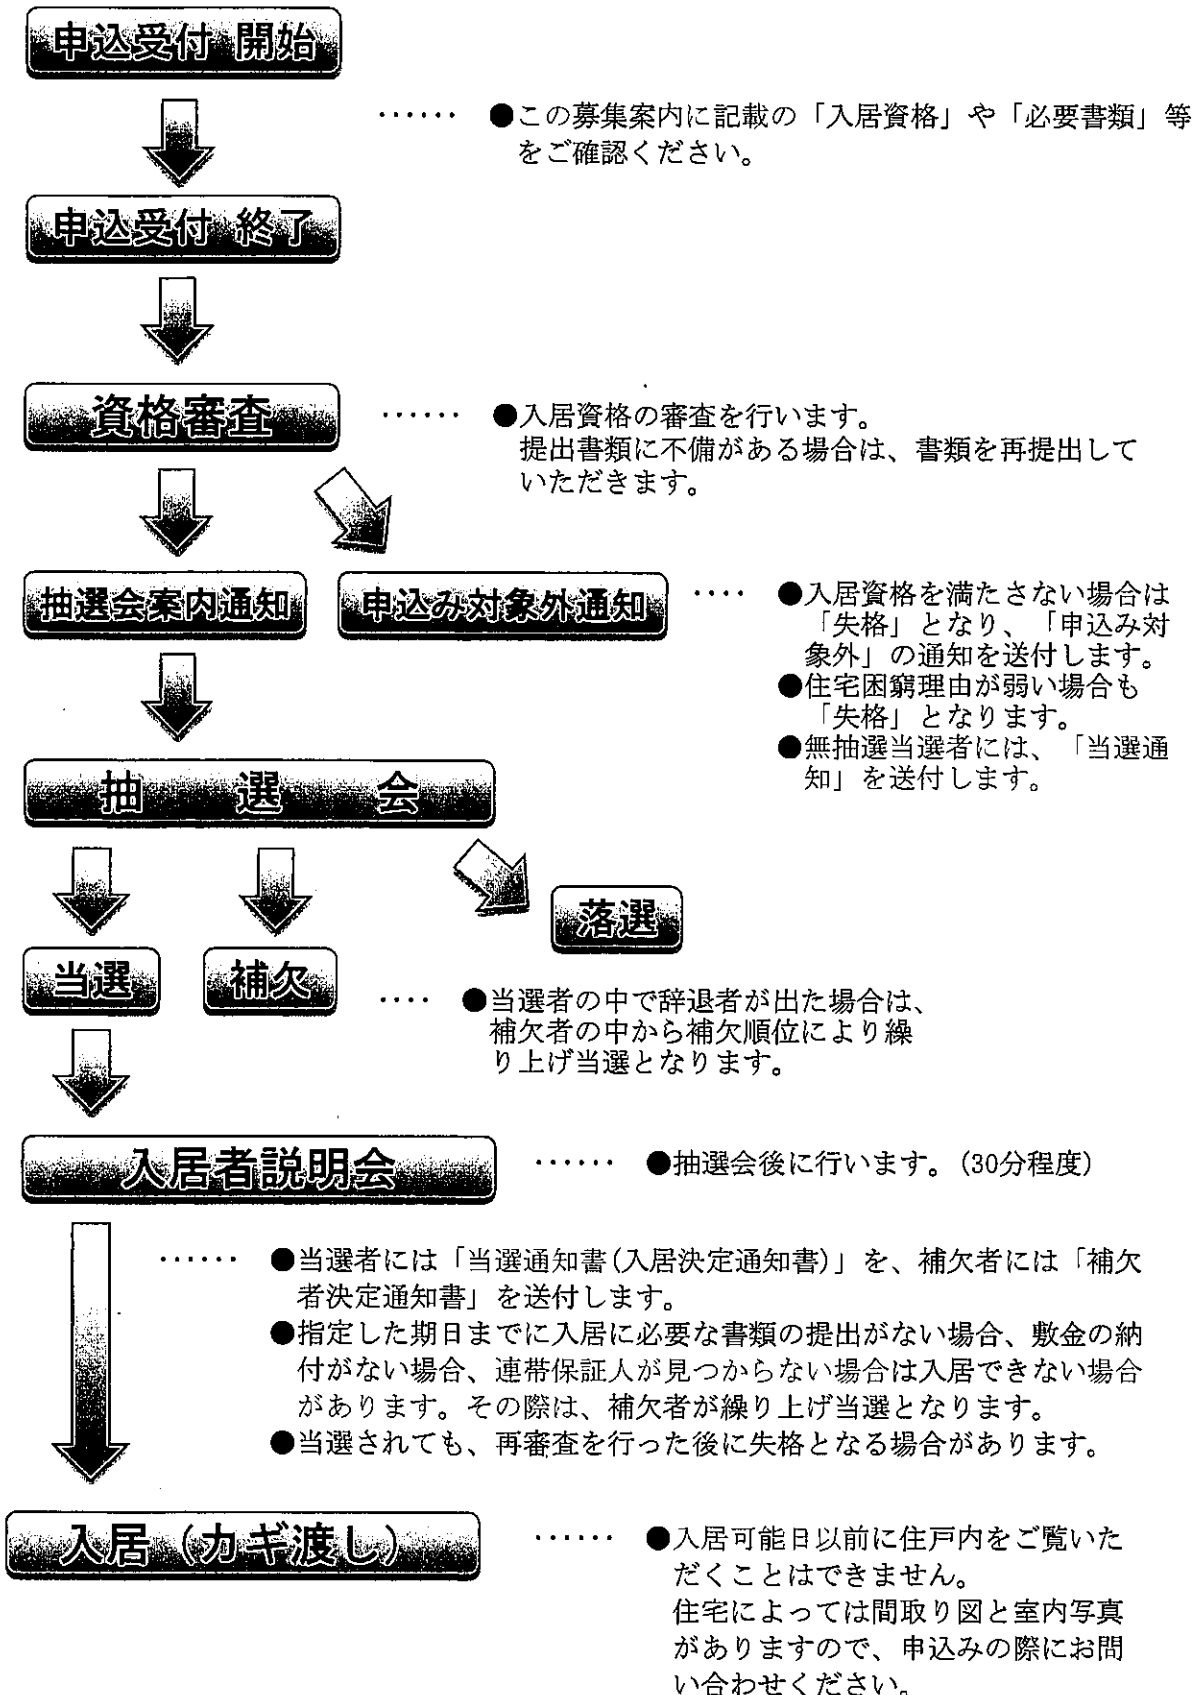 申込受付 開始
…… ●この募集案内に記載の「入居資格」や「必要書類」等
をご確認ください。
申込受付 終了
資格審査
…… ●入居資格の審査を行います。
提出書類に不備がある場合は、書類を再提出して
いただきます。
抽選会案内通知
申込み対象外通知
‥‥ ●入居資格を満たさない場合は
「失格」となり、「申込み対
象外」の通知を送付します。
●住宅困窮理由が弱い場合も
「失格」となります。
●無抽選当選者には、「当選通
知」を送付します。
抽 選 会
落選
当選
補欠
‥‥ ●当選者の中で辞退者が出た場合は、
補欠者の中から補欠順位により繰
り上げ当選となります。
入居者説明会
…… ●抽選会後に行います。(30分程度)
…… ●当選者には「当選通知書(入居決定通知書)」を、補欠者には「補欠
者決定通知書」を送付します。
●指定した期日までに入居に必要な書類の提出がない場合、敷金の納
付がない場合、連帯保証人が見つからない場合は入居できない場合
があります。その際は、補欠者が繰り上げ当選となります。
●当選されても、再審査を行った後に失格となる場合があります。
入居(カギ渡し)
…… ●入居可能日以前に住戸内をご覧いた
だくことはできません。
住宅によっては間取り図と室内写真
がありますので、申込みの際にお問
い合わせください。